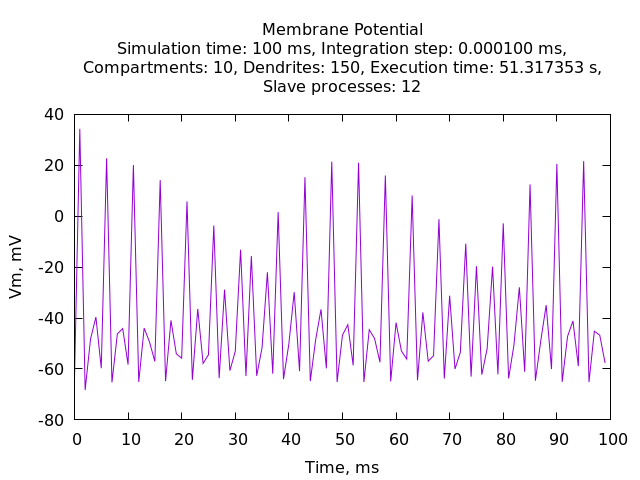 Membrane Potential
Simulation time: 100 ms, Integration step: 0.000100 ms,
Compartments: 10, Dendrites: 150, Execution time: 51.317353 s,
Slave processes: 12
40
20
0
-20
-40
-60
-80
Vm, mV
0 10 20 30 40 50 60 70 80 90 100
Time, ms